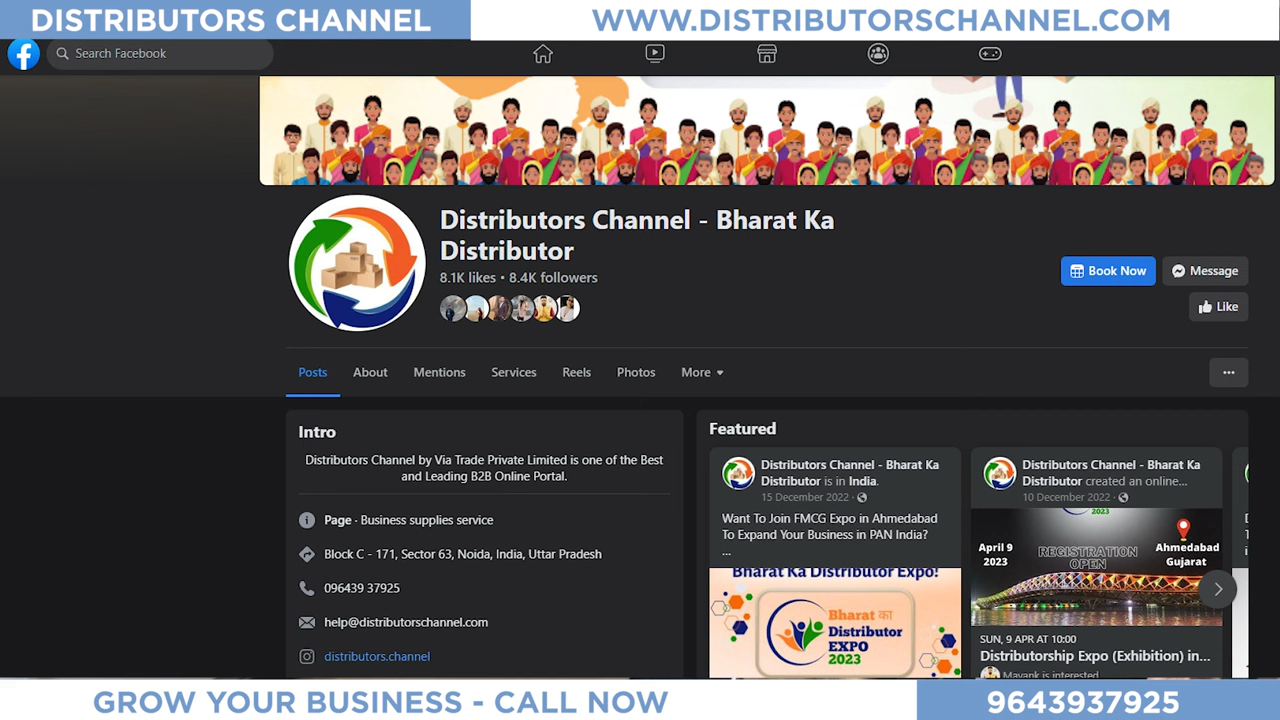 DISTRIBUTORS CHANNEL
WWW.DISTRIBUTORSCHANNEL.COM
Search Facebook
Distributors Channel - Bharat Ka
Distributor
8.1K likes • 8.4K followers
Book Now
Message
Like
Posts
About
Mentions
Services
Reels
Photos
More
Intro
Distributors Channel by Via Trade Private Limited is one of the Best
and Leading B2B Online Portal.
Page · Business supplies service
Block C - 171, Sector 63, Noida, India, Uttar Pradesh
096439 37925
help@distributorschannel.com
distributors.channel
Featured
Distributors Channel - Bharat Ka
Distributor is in India.
15 December 2022 ·
Want To Join FMCG Expo in Ahmedabad
To Expand Your Business in PAN India?
...
Bharat Ka Distributor Expo!
Bharat का
Distributor
EXPO
2023
Distributors Channel - Bharat Ka
Distributor created an online...
10 December 2022 ·
2023
April 9
2023
REGISTRATION
OPEN
Ahmedabad
Gujarat
SUN, 9 APR AT 10:00
Distributorship Expo (Exhibition) in...
Mayank is interested
GROW YOUR BUSINESS - CALL NOW
9643937925